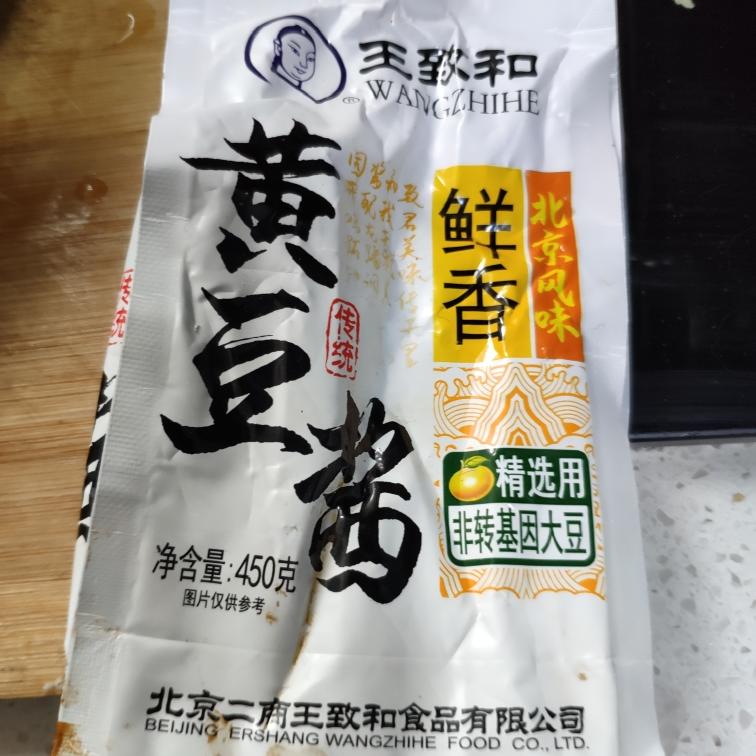 王致和
®
WANGZHIHE
黄豆酱
传统
鲜香
北京风味
精选用
非转基因大豆
净含量:450克
图片仅供参考
北京二商王致和食品有限公司
BEIJING ERSHANG WANGZHIHE FOOD CO., LTD.
传统